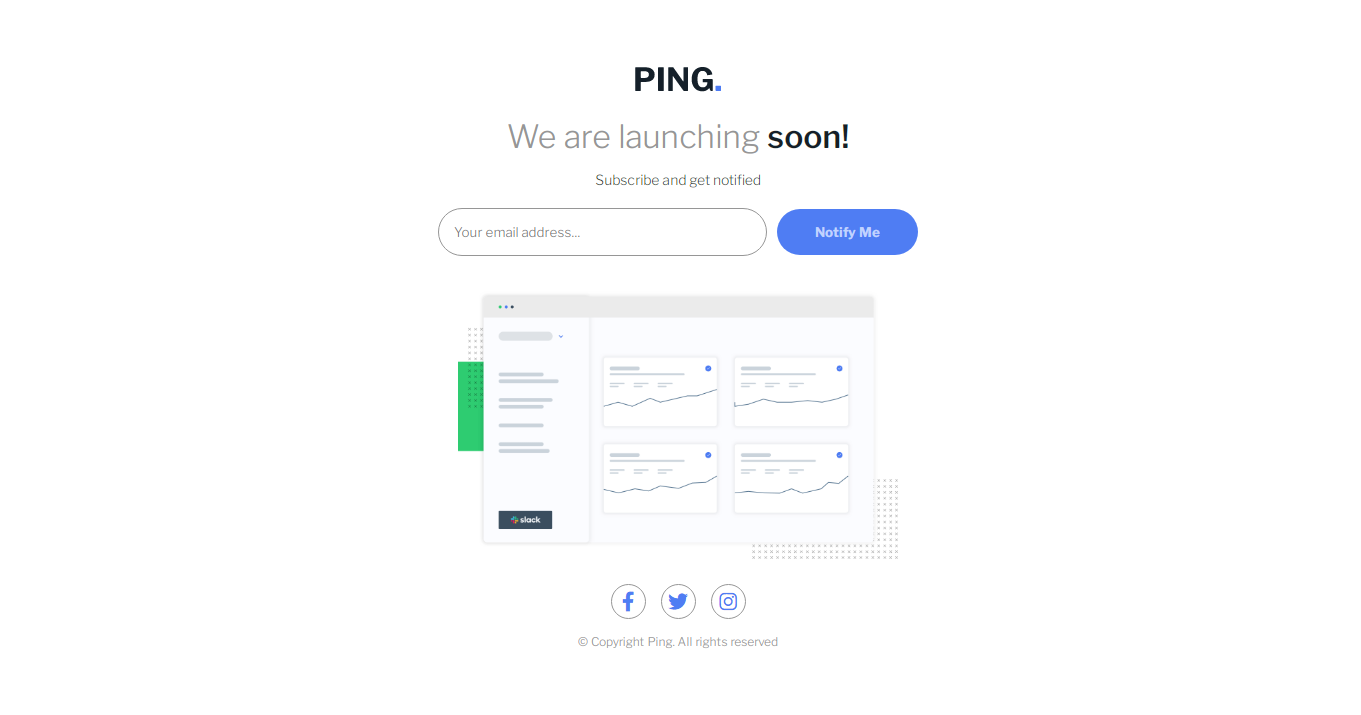 PING.
We are launching soon!
Subscribe and get notified
Your email address...
Notify Me
slack
© Copyright Ping. All rights reserved